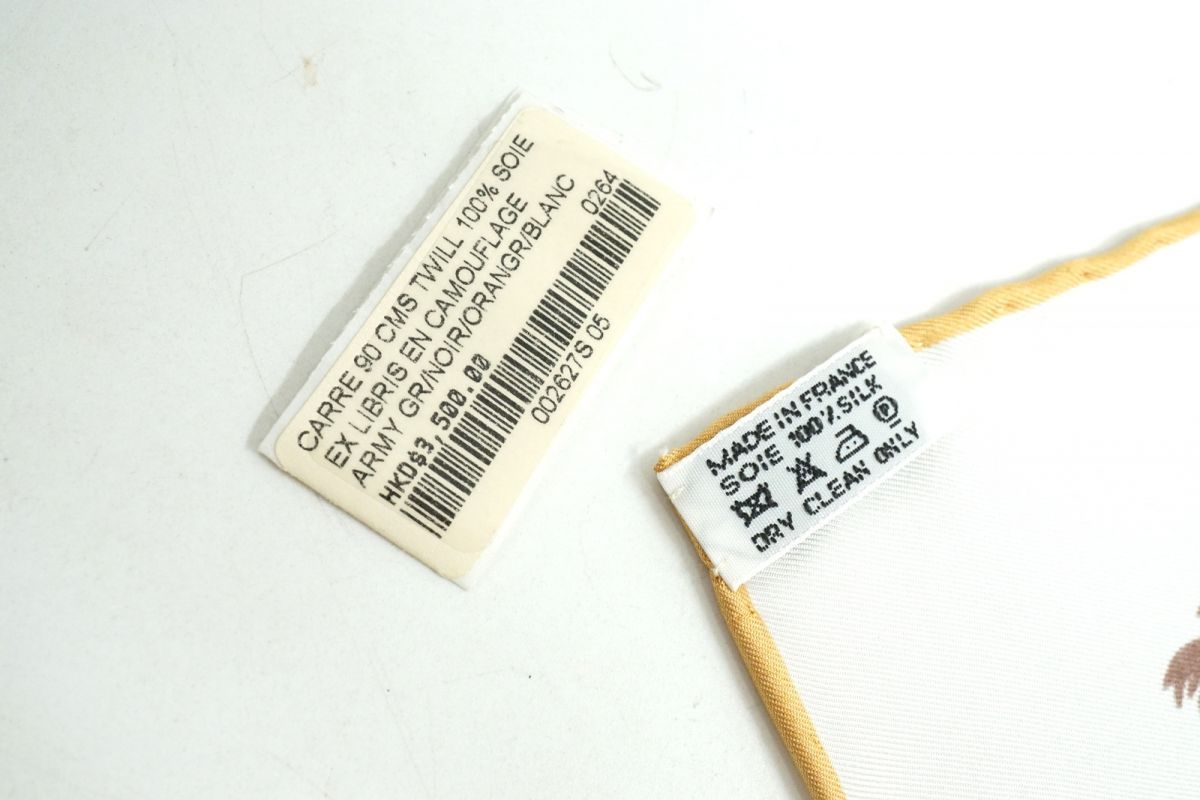 CARRE 90 CMS TWILL 100% SOIE
EX LIBRIS EN CAMOUFLAGE
ARMY GR/NOIR/ORANGR/BLANC
HKD$3,500.00
0264
002627S 05
MADE IN FRANCE
SOIE 100% SILK
P
DRY CLEAN ONLY